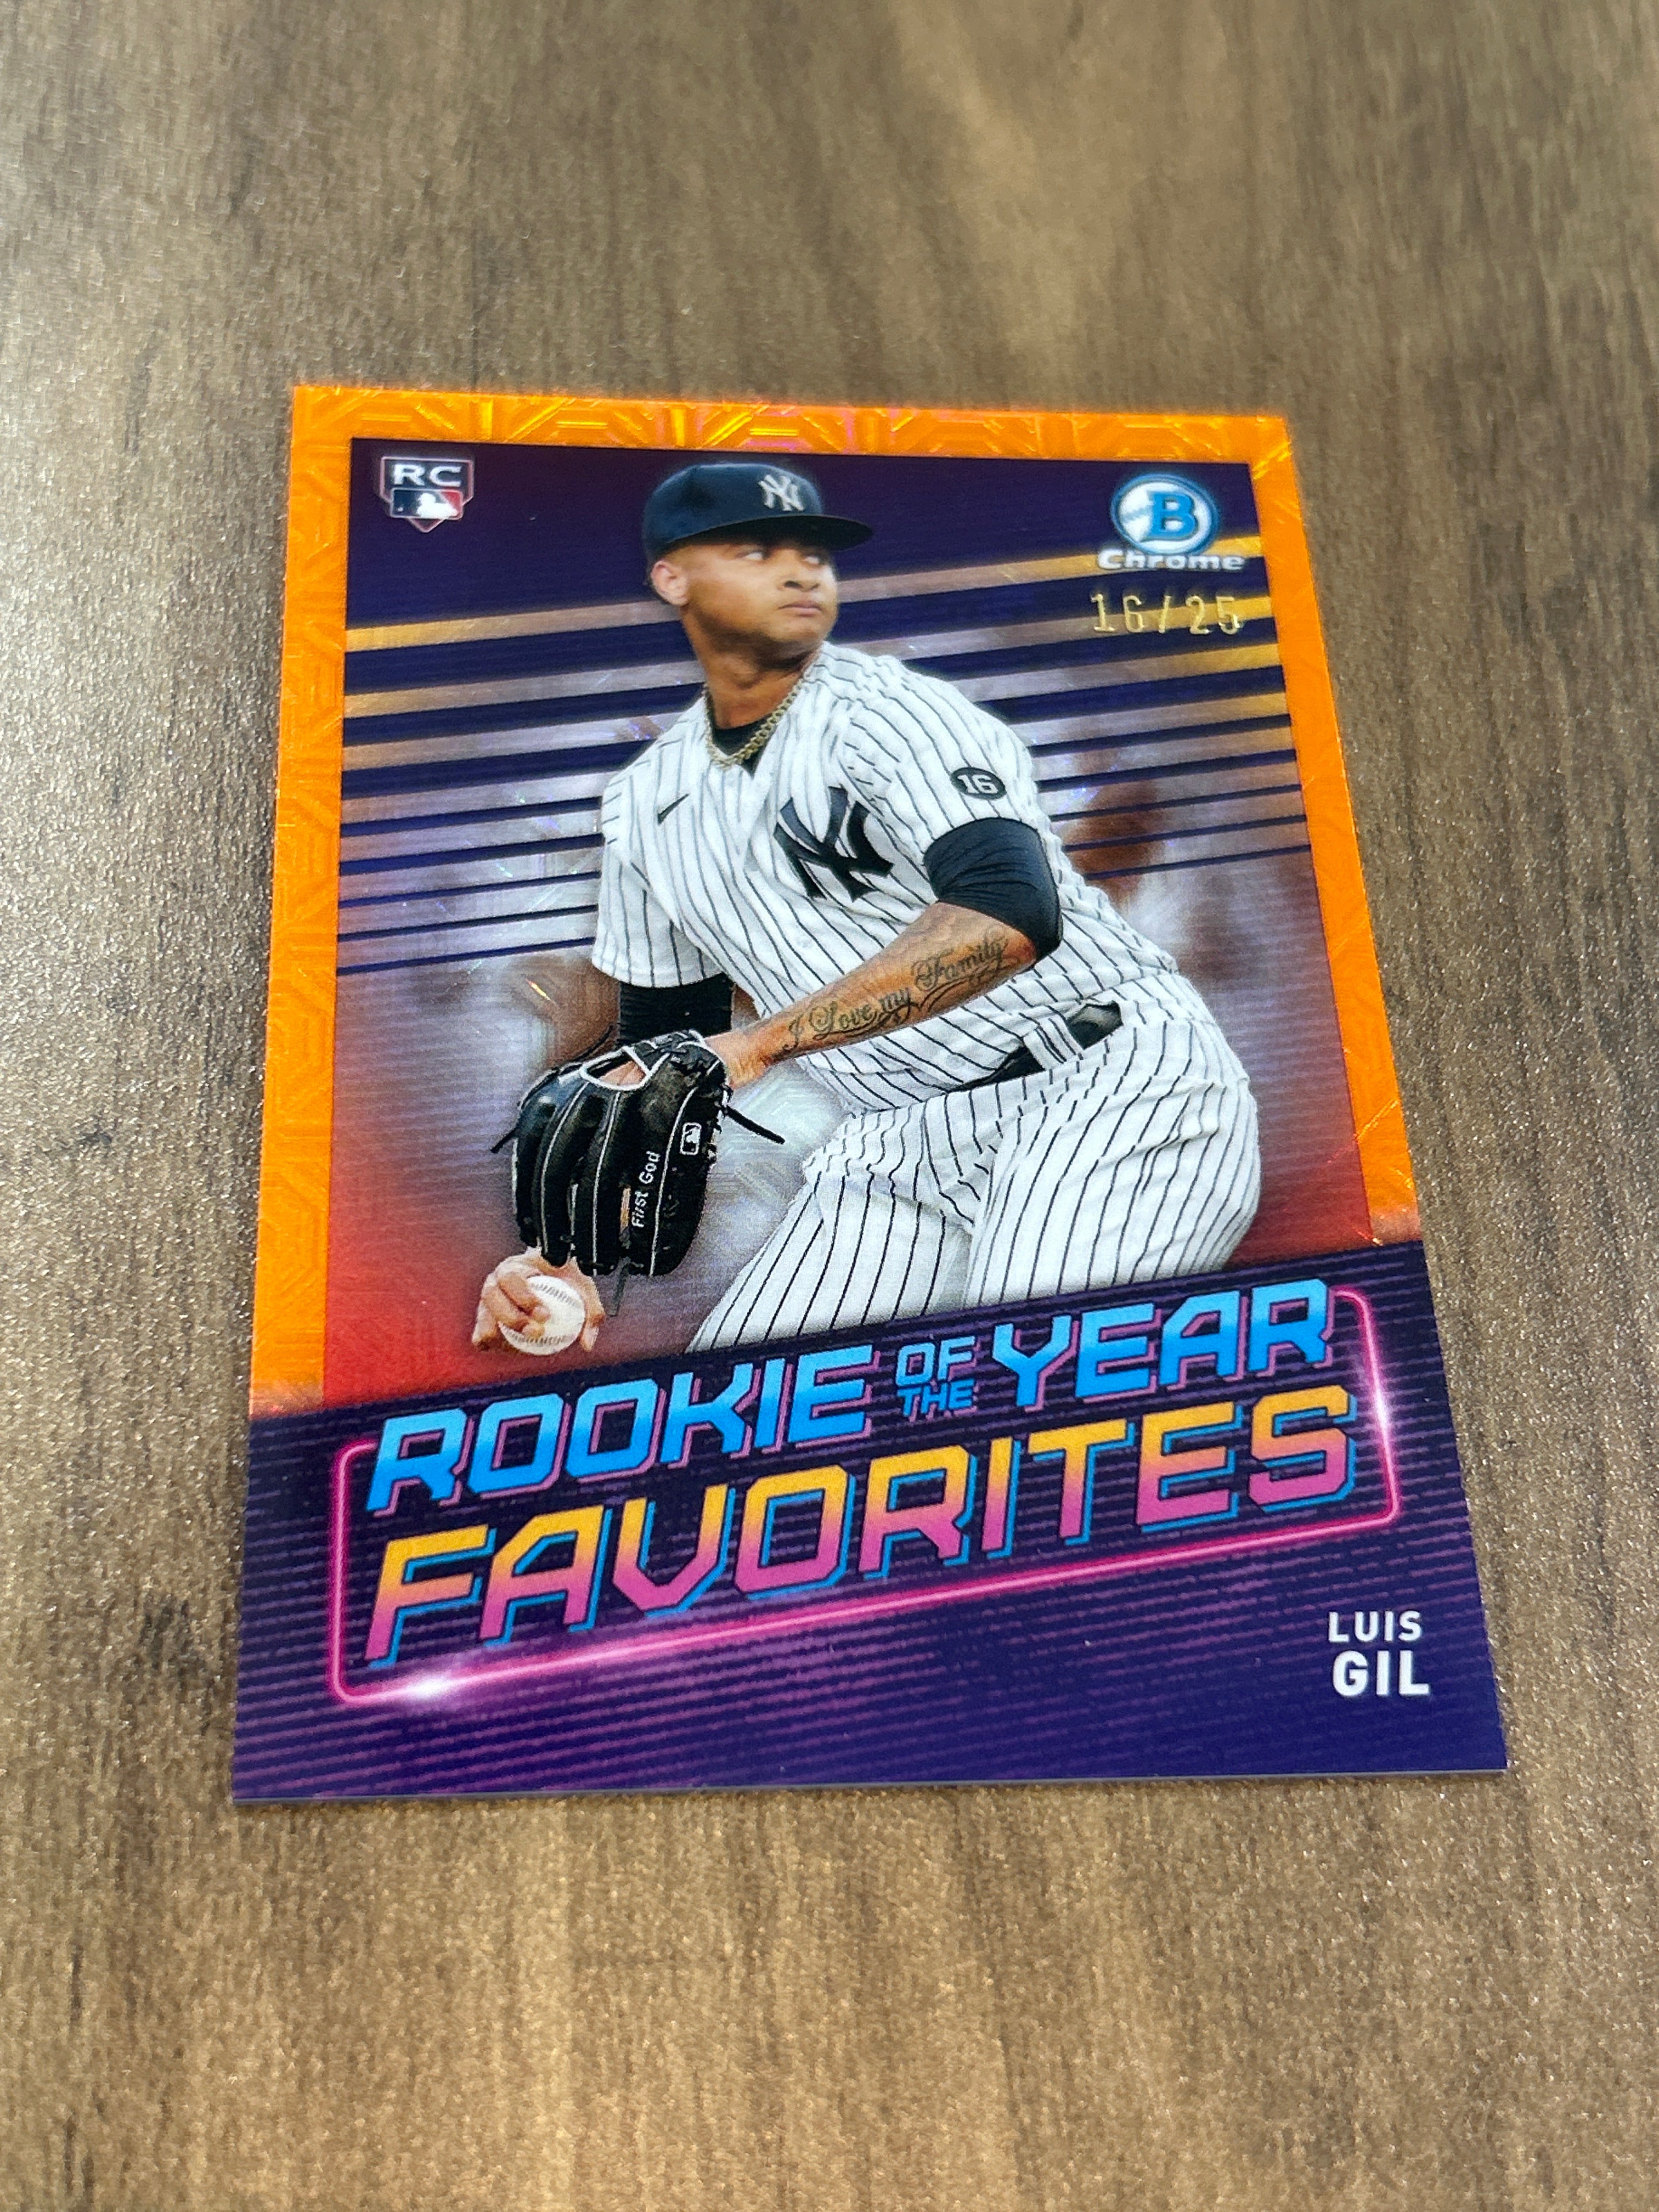 RC
NY
B
Chrome
16/25
16
NY
I Love my Family
First God
ROOKIE OF THE YEAR
FAVORITES
LUIS
GIL